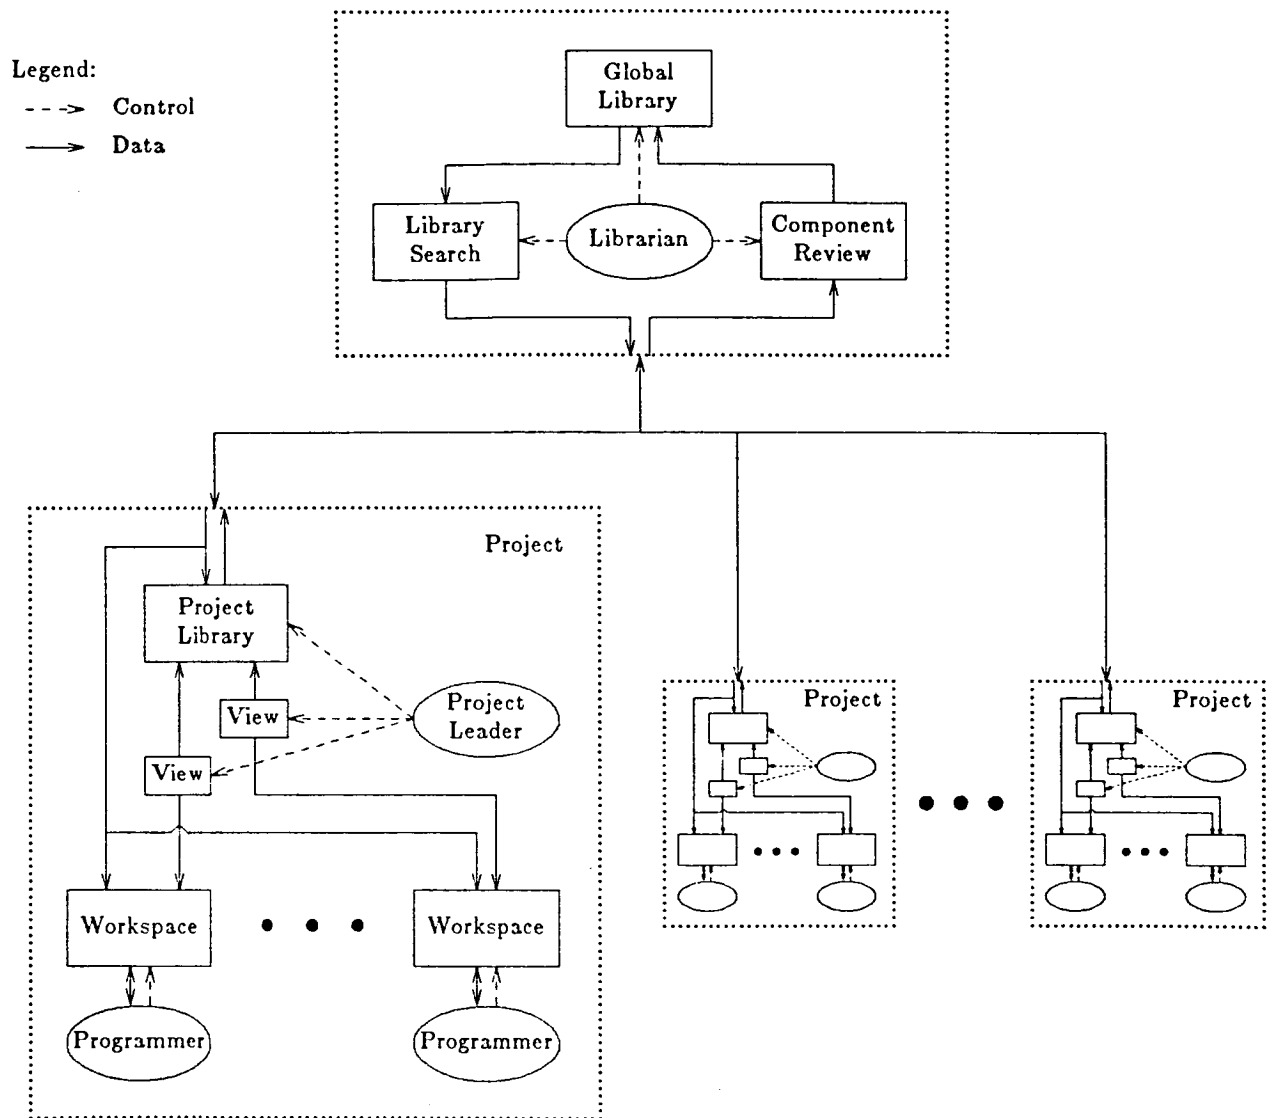 Legend:
Control
Data
Global
Library
Library
Search
Librarian
Component
Review
Project
Project
Library
View
View
Project
Leader
Workspace
Workspace
Programmer
Programmer
Project
Project